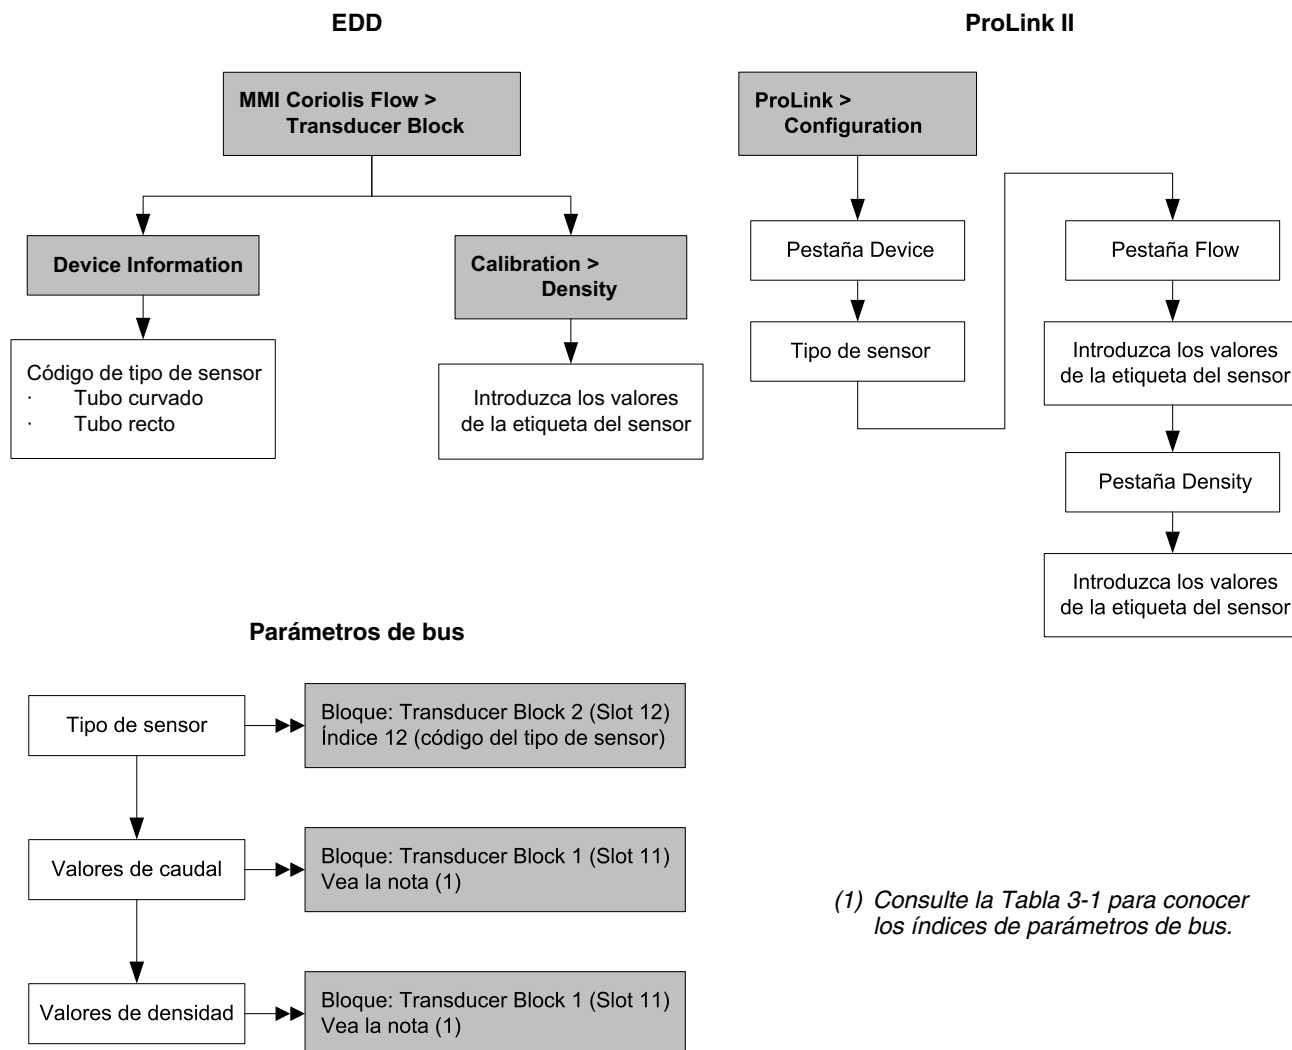 EDD
MMI Coriolis Flow >
Transducer Block
Device Information
Código de tipo de sensor
· Tubo curvado
· Tubo recto
Calibration >
Density
Introduzca los valores
de la etiqueta del sensor
ProLink II
ProLink >
Configuration
Pestaña Device
Tipo de sensor
Pestaña Flow
Introduzca los valores
de la etiqueta del sensor
Pestaña Density
Introduzca los valores
de la etiqueta del sensor
Parámetros de bus
Tipo de sensor
Bloque: Transducer Block 2 (Slot 12)
Índice 12 (código del tipo de sensor)
Valores de caudal
Bloque: Transducer Block 1 (Slot 11)
Vea la nota (1)
Valores de densidad
Bloque: Transducer Block 1 (Slot 11)
Vea la nota (1)
(1) Consulte la Tabla 3-1 para conocer
los índices de parámetros de bus.